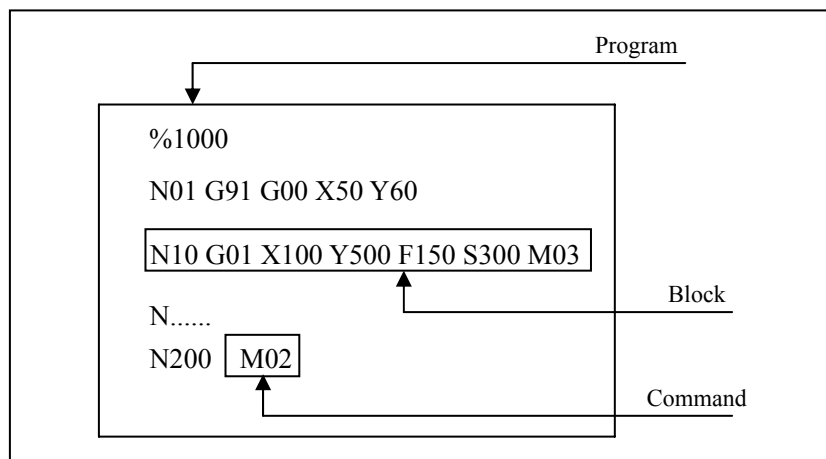 Program
%1000
N01 G91 G00 X50 Y60
N10 G01 X100 Y500 F150 S300 M03
Block
N......
N200 M02
Command